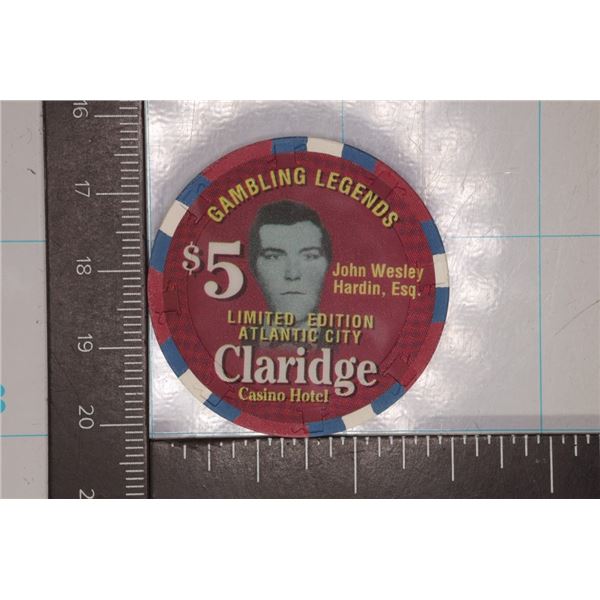 GAMBLING LEGENDS
$5
John Wesley
Hardin, Esq.
LIMITED EDITION
ATLANTIC CITY
Claridge
Casino Hotel
16
17
18
19
20